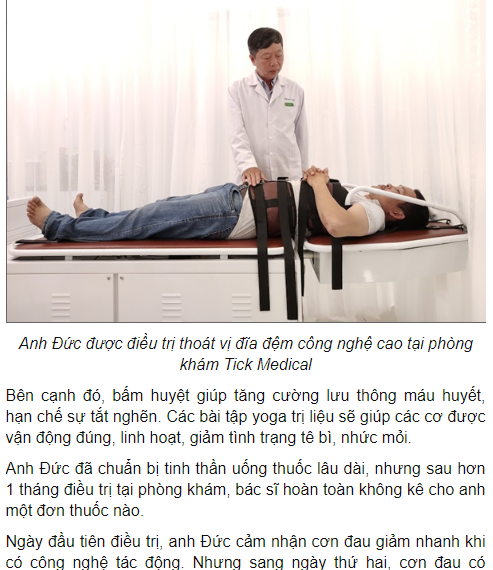 Anh Đức được điều trị thoát vị đĩa đệm công nghệ cao tại phòng
khám Tick Medical
Bên cạnh đó, bấm huyệt giúp tăng cường lưu thông máu huyết,
hạn chế sự tắt nghẽn. Các bài tập yoga trị liệu sẽ giúp các cơ được
vận động đúng, linh hoạt, giảm tình trạng tê bì, nhức mỏi.
Anh Đức đã chuẩn bị tinh thần uống thuốc lâu dài, nhưng sau hơn
1 tháng điều trị tại phòng khám, bác sĩ hoàn toàn không kê cho anh
một đơn thuốc nào.
Ngày đầu tiên điều trị, anh Đức cảm nhận cơn đau giảm nhanh khi
có công nghệ tác động. Nhưng sang ngày thứ hai, cơn đau có